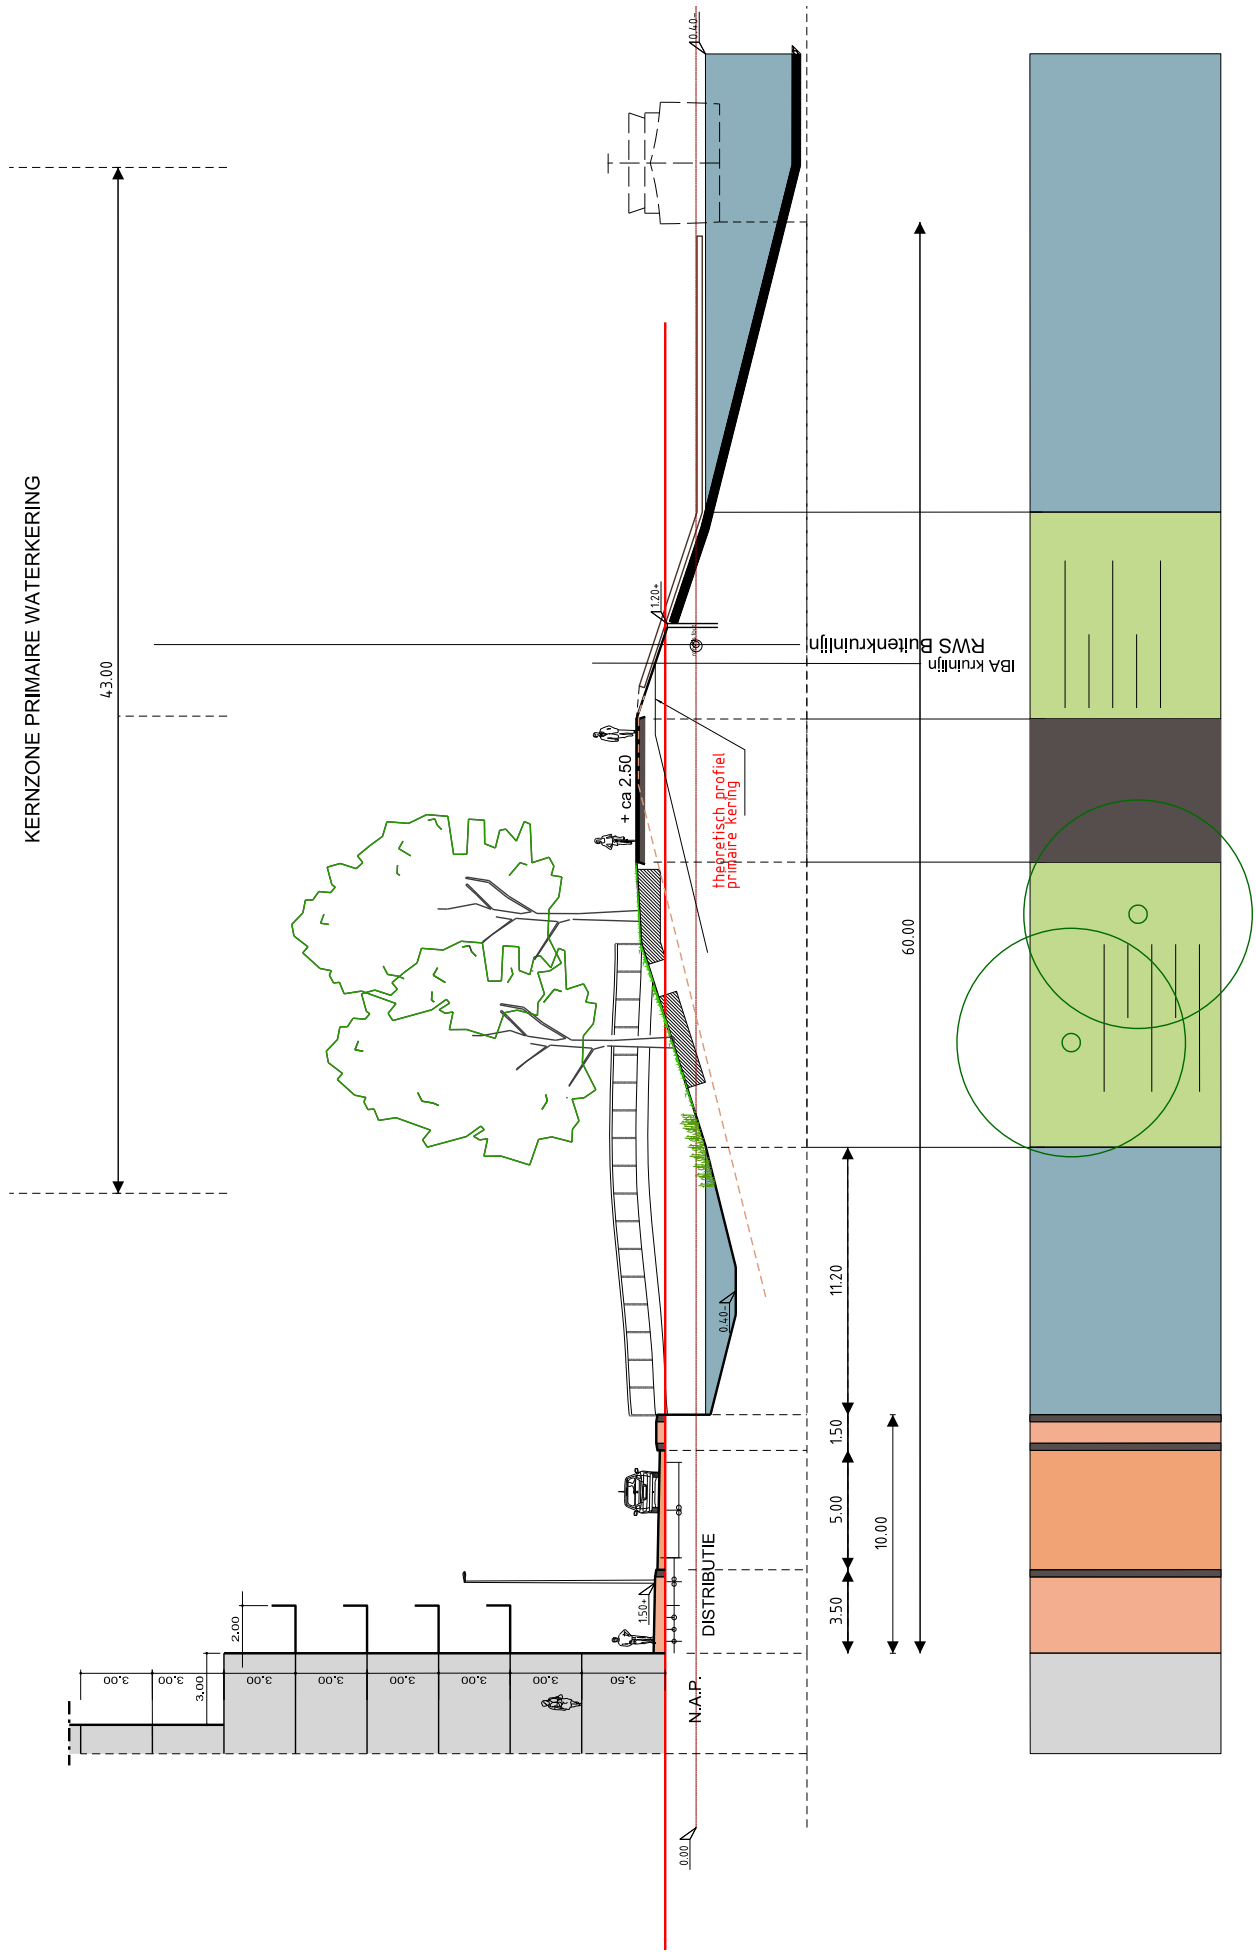 KERNZONE PRIMAIRE WATERKERING
43.00
0.40-
1.20+
RWS Buitenkruinlijn
IBA kruinlijn
+ ca 2.50
theoretisch profiel
primaire kering
60.00
11.20
0.40-
1.50
5.00
10.00
3.50
DISTRIBUTIE
1.50+
2.00
3.00
3.00
3.00
3.00
3.00
3.00
3.00
3.00
3.50
N.A.P.
0.00